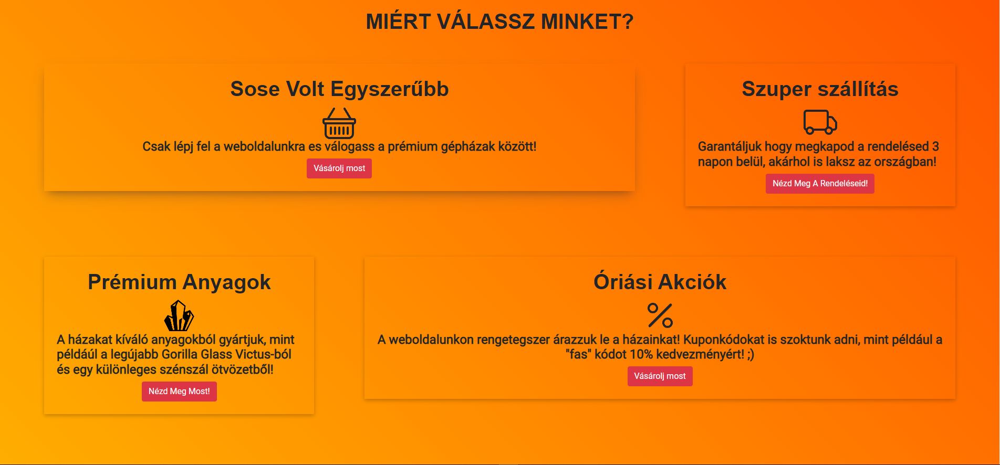 MIÉRT VÁLASSZ MINKET?
Sose Volt Egyszerűbb
Csak lépj fel a weboldalunkra es válogass a prémium gépházak között!
Vásárolj most
Szuper szállítás
Garantáljuk hogy megkapod a rendelésed 3
napon belül, akárhol is laksz az országban!
Nézd Meg A Rendeléseid!
Prémium Anyagok
A házakat kíváló anyagokból gyártjuk, mint
példáúl a legújabb Gorilla Glass Victus-ból
és egy különleges szénszál ötvözetből!
Nézd Meg Most!
Óriási Akciók
A weboldalunkon rengetegszer árazzuk le a házainkat! Kuponkódokat is szoktunk adni, mint például a
"fas" kódot 10% kedvezményért! ;)
Vásárolj most